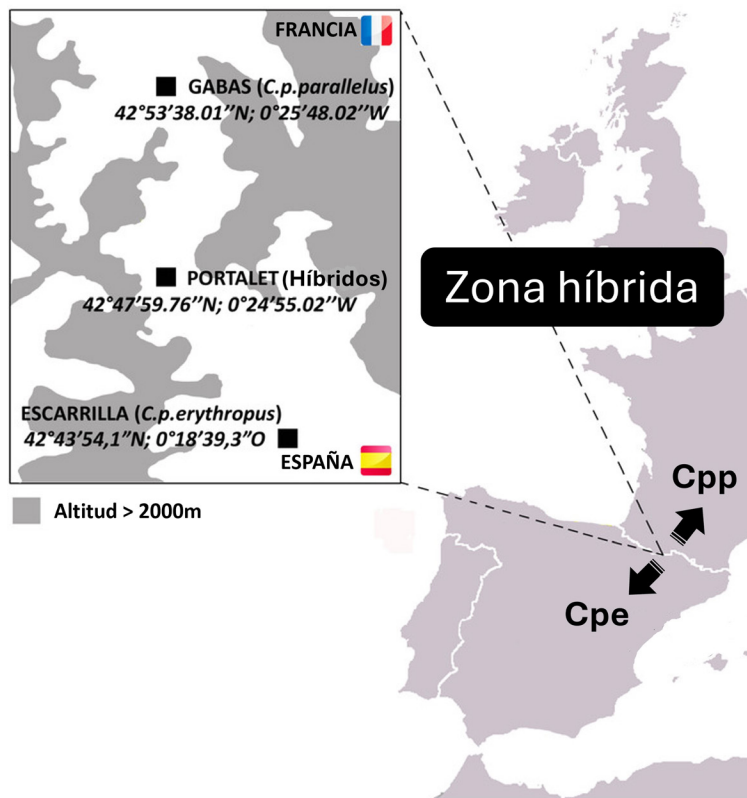 FRANCIA
GABAS (C.p.parallelus)
42°53’38.01’’N; 0°25’48.02’’W
PORTALET (Híbridos)
42°47’59.76’’N; 0°24’55.02’’W
ESCARRILLA (C.p.erythropus)
42°43’54,1’’N; 0°18’39,3’’O
ESPAÑA
Altitud > 2000m
Zona híbrida
Cpp
Cpe